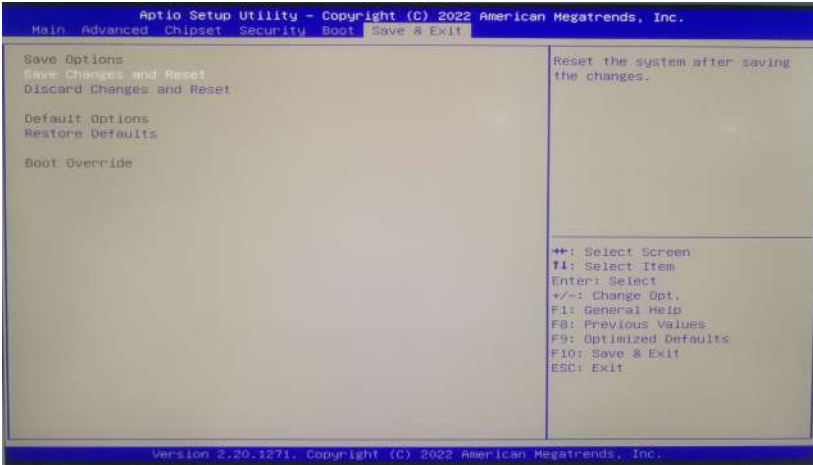 Aptio Setup Utility – Copyright (C) 2022 American Megatrends, Inc.
Main Advanced Chipset Security Boot Save & Exit
Save Options
Save Changes and Reset
Discard Changes and Reset
Default Options
Restore Defaults
Boot Override
Reset the system after saving
the changes.
→←: Select Screen
↑↓: Select Item
Enter: Select
+/-: Change Opt.
F1: General Help
F8: Previous Values
F9: Optimized Defaults
F10: Save & Exit
ESC: Exit
Version 2.20.1271. Copyright (C) 2022 American Megatrends, Inc.